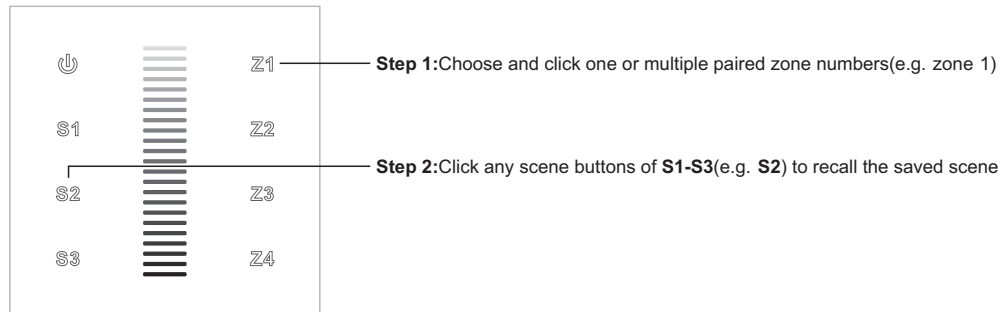 Z1
Step 1:Choose and click one or multiple paired zone numbers(e.g. zone 1)
S1
Z2
Step 2:Click any scene buttons of S1-S3(e.g. S2) to recall the saved scene
S2
Z3
S3
Z4